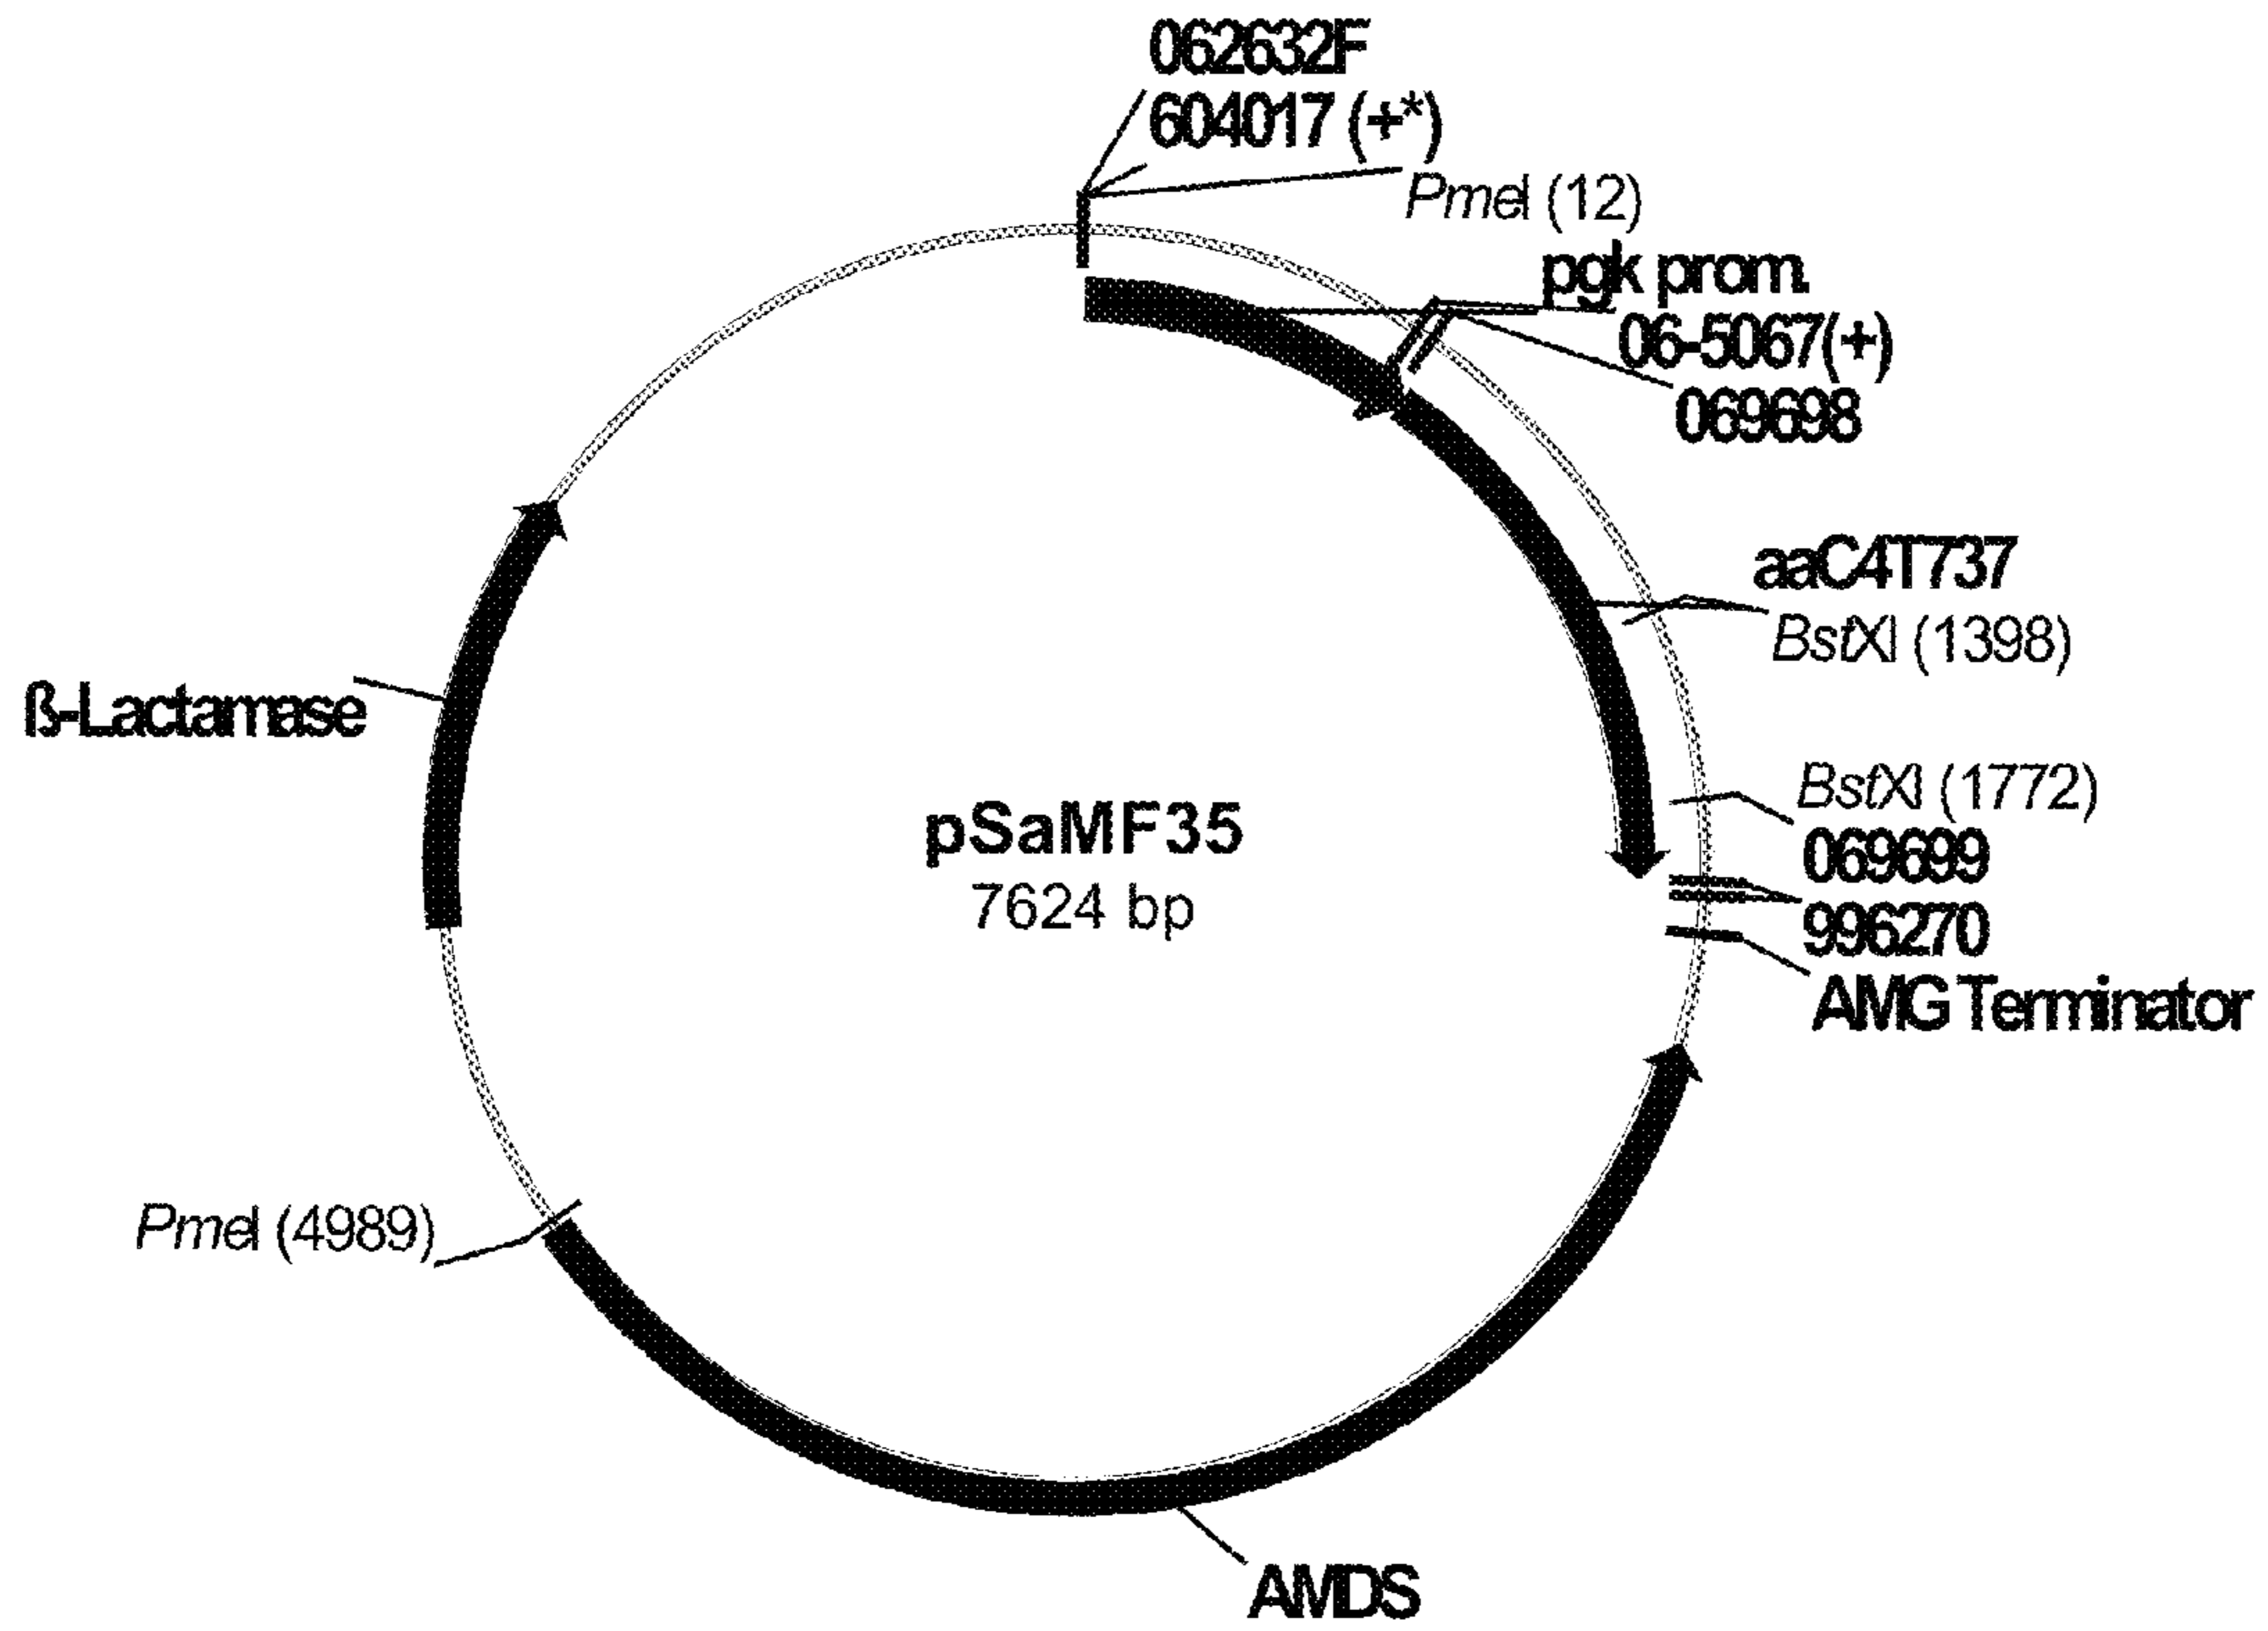 062632F
604017 (+*)
PmeI (12)
pgk prom.
06-5067(+)
069698
aaC4T737
BstXI (1398)
ß-Lactamase
BstXI (1772)
069699
996270
AMG Terminator
pSaMF35
7624 bp
PmeI (4989)
AMDS